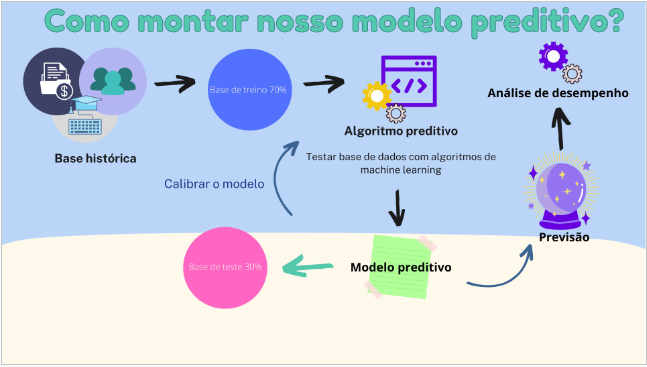 Como montar nosso modelo preditivo?
Base de treino 70%
Análise de desempenho
Algoritmo preditivo
Base histórica
Testar base de dados com algoritmos de
machine learning
Calibrar o modelo
Previsão
Base de teste 30%
Modelo preditivo